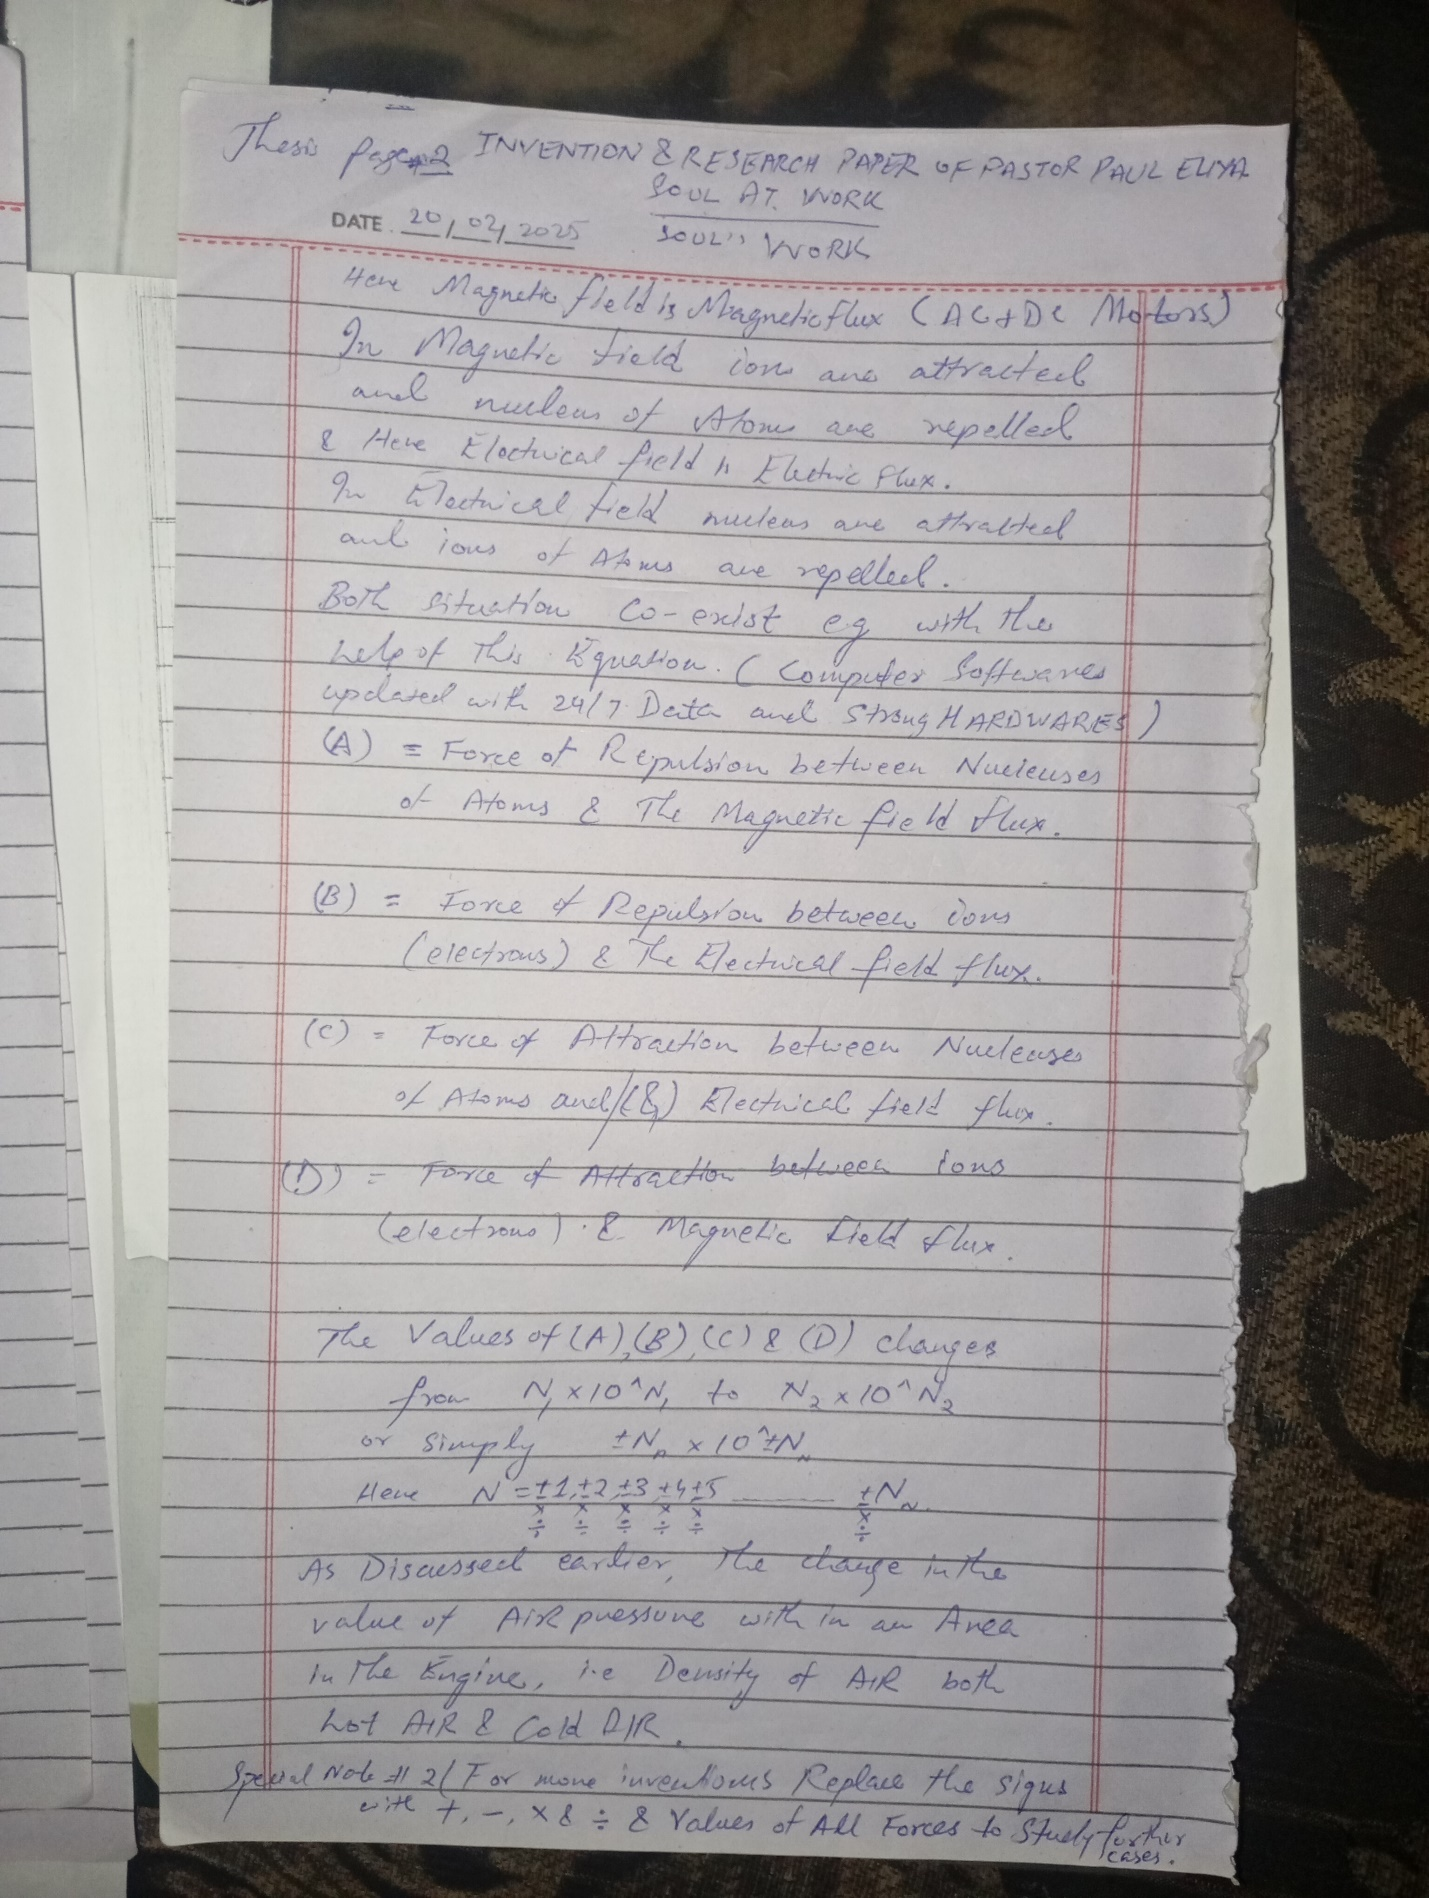 Thesis page 2 INVENTION & RESEARCH PAPER OF PASTOR PAUL ELIYA
SOUL AT WORK
DATE 20/02/2025 SOUL'S WORK
Here Magnetic field is Magnetic flux (AC & DC Motors)
In Magnetic field ions are attracted
and nucleus of Atoms are repelled
& Here Electrical field is Electric Flux.
In Electrical field nucleus are attracted
and ions of Atoms are repelled.
Both situation Co-exist eg with the
help of This Equation. (Computer Softwares
updated with 24/7 Data and Strong HARDWARES)
(A) = Force of Repulsion between Nucleuses
of Atoms & The Magnetic field flux.
(B) = Force of Repulsion between ions
(electrons) & The Electrical field flux.
(C) = Force of Attraction between Nucleuses
of Atoms and/(&) Electrical field flux.
(D) = Force of Attraction between ions
(electrons) & Magnetic field flux.
The Values of (A), (B), (C) & (D) changes
from N₁ x 10^N₁ to N₂ x 10^N₂
or simply ±Nₙ x 10^±Nₙ
Here N = ±1, ±2, ±3 ±4 ±5 ______ ±Nₙ
x x x x x x
÷ ÷ ÷ ÷ ÷ ÷
As Discussed earlier, The change in the
value of AIR pressure with in an Area
in The Engine, i.e Density of AIR both
hot AIR & Cold AIR.
Special Note # 2 (For more inventions Replace the signs
with +, -, x & ÷ & Values of All Forces to Study further
cases.